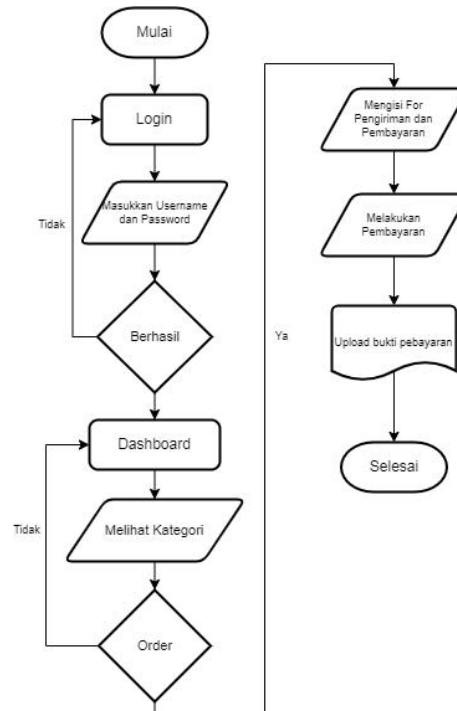 Mulai
Login
Masukkan Username
dan Password
Tidak
Berhasil
Dashboard
Tidak
Melihat Kategori
Order
Ya
Mengisi For
Pengiriman dan
Pembayaran
Melakukan
Pembayaran
Upload bukti pebayaran
Selesai